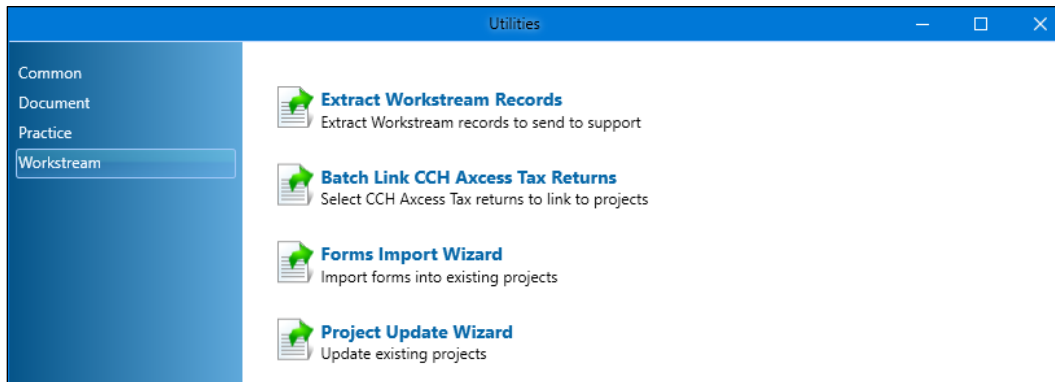 Utilities
Common
Document
Practice
Workstream
Extract Workstream Records
Extract Workstream records to send to support
Batch Link CCH Axcess Tax Returns
Select CCH Axcess Tax returns to link to projects
Forms Import Wizard
Import forms into existing projects
Project Update Wizard
Update existing projects